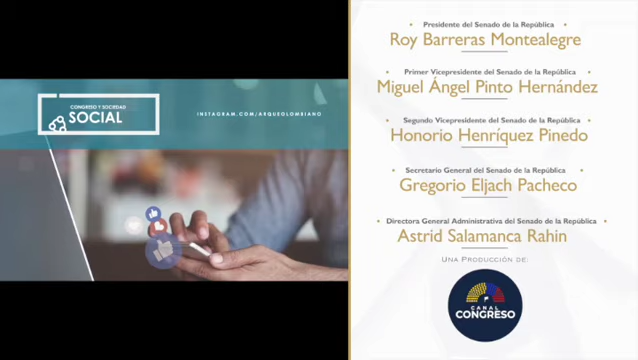 CONGRESO Y SOCIEDAD
SOCIAL
INSTAGRAM.COM/ARQUEOLOMBIANO
Presidente del Senado de la República
Roy Barreras Montealegre
Primer Vicepresidente del Senado de la República
Miguel Ángel Pinto Hernández
Segundo Vicepresidente del Senado de la República
Honorio Henríquez Pinedo
Secretario General del Senado de la República
Gregorio Eljach Pacheco
Directora General Administrativa del Senado de la República
Astrid Salamanca Rahin
UNA PRODUCCIÓN DE:
CANAL
CONGRESO